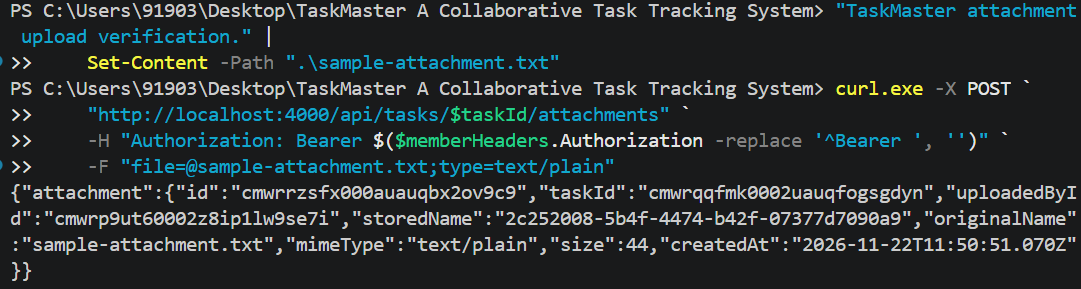 PS C:\Users\91903\Desktop\TaskMaster A Collaborative Task Tracking System> "TaskMaster attachment
 upload verification." |
>>     Set-Content -Path ".\sample-attachment.txt"
PS C:\Users\91903\Desktop\TaskMaster A Collaborative Task Tracking System> curl.exe -X POST `
>>     "http://localhost:4000/api/tasks/$taskId/attachments" `
>>     -H "Authorization: Bearer $($memberHeaders.Authorization -replace '^Bearer ', '')" `
>>     -F "file=@sample-attachment.txt;type=text/plain"
{"attachment":{"id":"cmwrrzsfx000auauqbx2ov9c9","taskId":"cmwrqqfmk0002uauqfogsgdyn","uploadedByI
d":"cmwrp9ut60002z8ip1lw9se7i","storedName":"2c252008-5b4f-4474-b42f-07377d7090a9","originalName"
:"sample-attachment.txt","mimeType":"text/plain","size":44,"createdAt":"2026-11-22T11:50:51.070Z"
}}